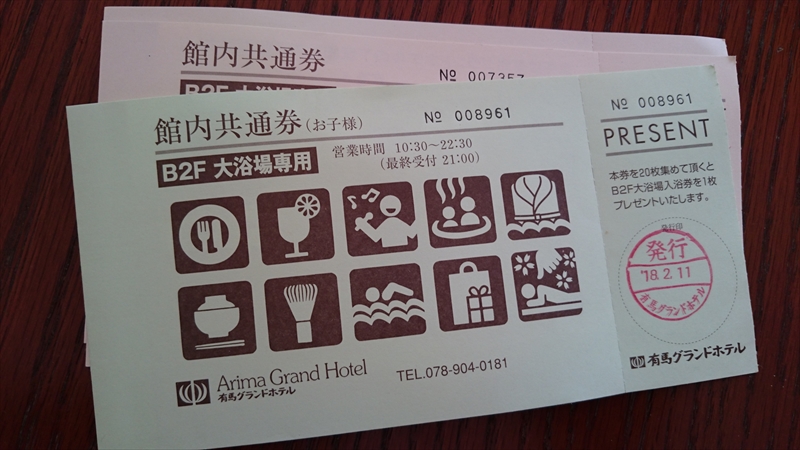 館内共通券
№ 007357
館内共通券(お子様)
№ 008961
B2F 大浴場専用
営業時間 10:30〜22:30
(最終受付 21:00)
Arima Grand Hotel
有馬グランドホテル
TEL.078-904-0181
№ 008961
PRESENT
本券を20枚集めて頂くと
B2F大浴場入浴券を1枚
プレゼントいたします。
発行印
発行
'18.2.11
有馬グランドホテル
有馬グランドホテル